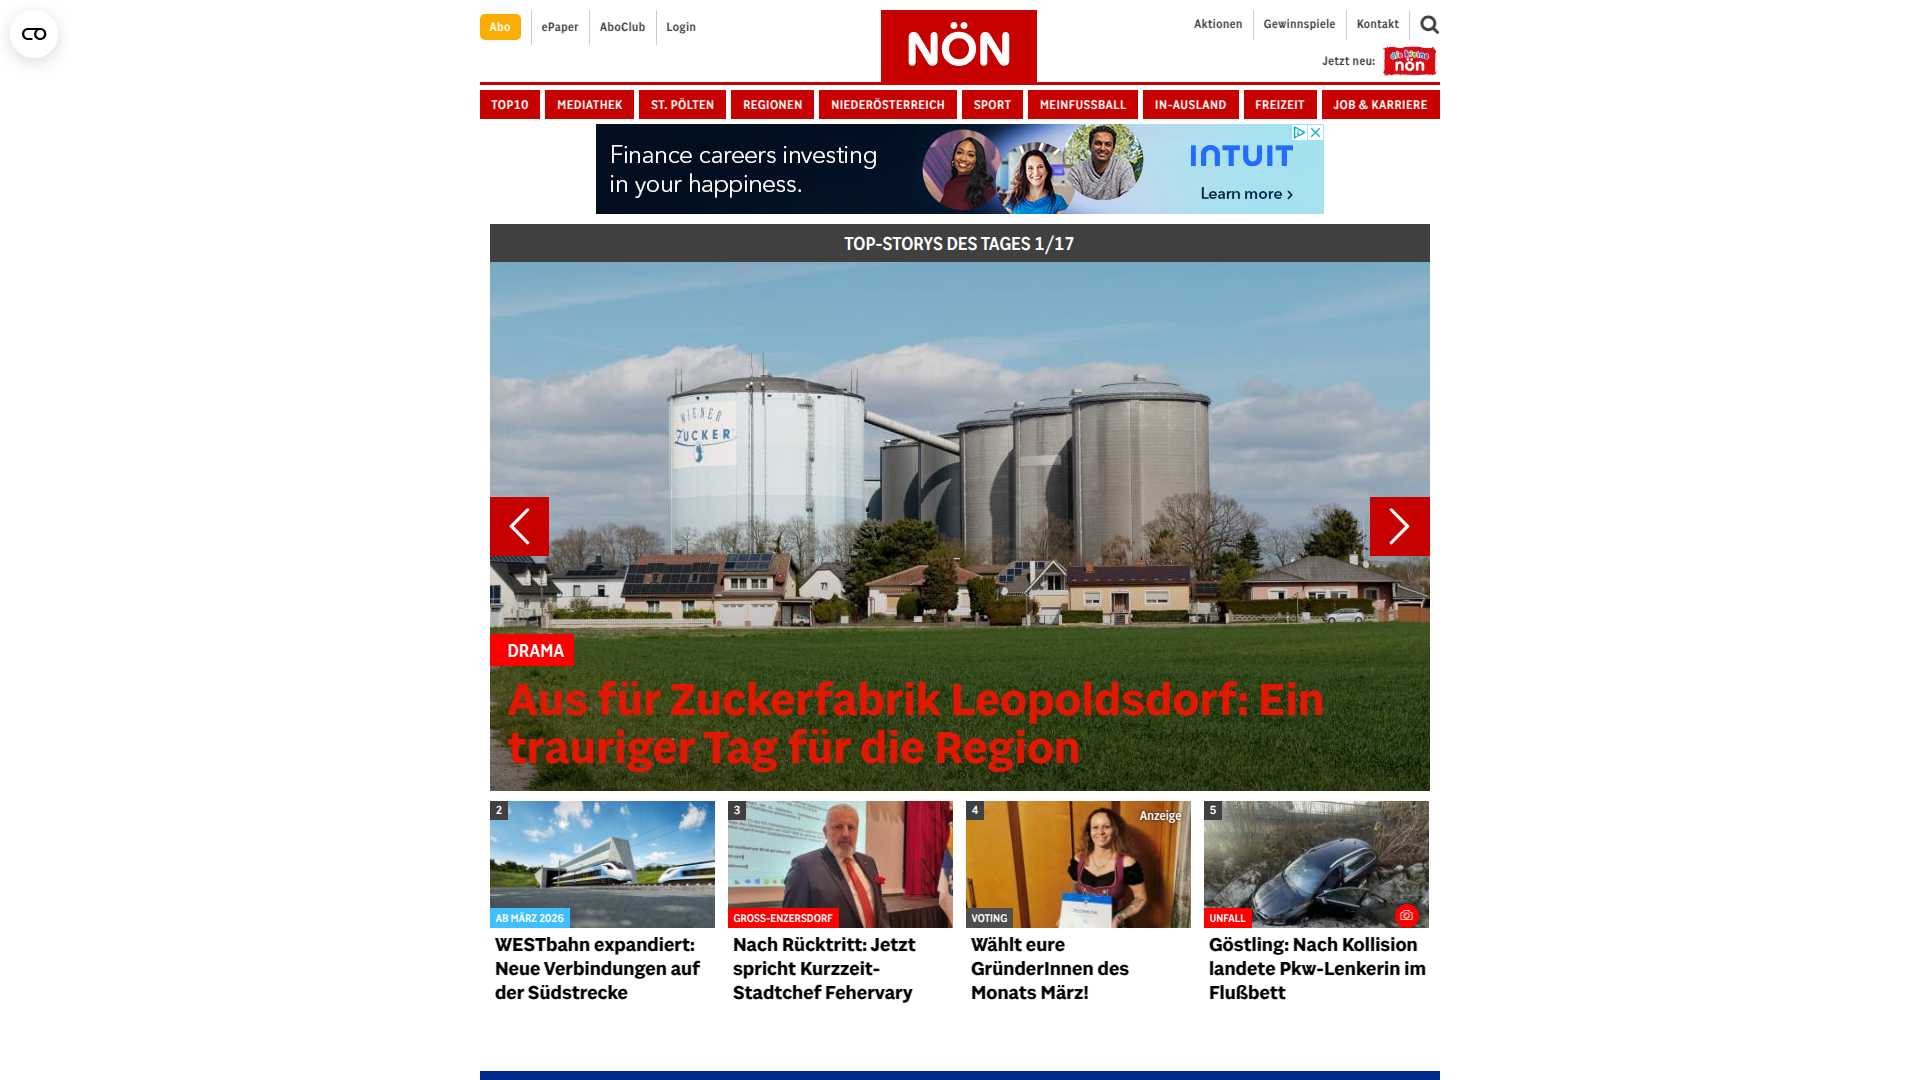 Abo
ePaper
AboClub
Login
NÖN
Aktionen
Gewinnspiele
Kontakt
Jetzt neu:
die kleine
nön
TOP10
MEDIATHEK
ST. PÖLTEN
REGIONEN
NIEDERÖSTERREICH
SPORT
MEINFUSSBALL
IN-AUSLAND
FREIZEIT
JOB & KARRIERE
Finance careers investing
in your happiness.
INTUIT
Learn more ›
TOP-STORYS DES TAGES 1/17
WIENER
ZUCKER
DRAMA
Aus für Zuckerfabrik Leopoldsdorf: Ein
trauriger Tag für die Region
2
AB MÄRZ 2026
WESTbahn expandiert:
Neue Verbindungen auf
der Südstrecke
3
GROSS-ENZERSDORF
Nach Rücktritt: Jetzt
spricht Kurzzeit-
Stadtchef Fehervary
4
Anzeige
VOTING
Wählt eure
GründerInnen des
Monats März!
5
UNFALL
Göstling: Nach Kollision
landete Pkw-Lenkerin im
Flußbett